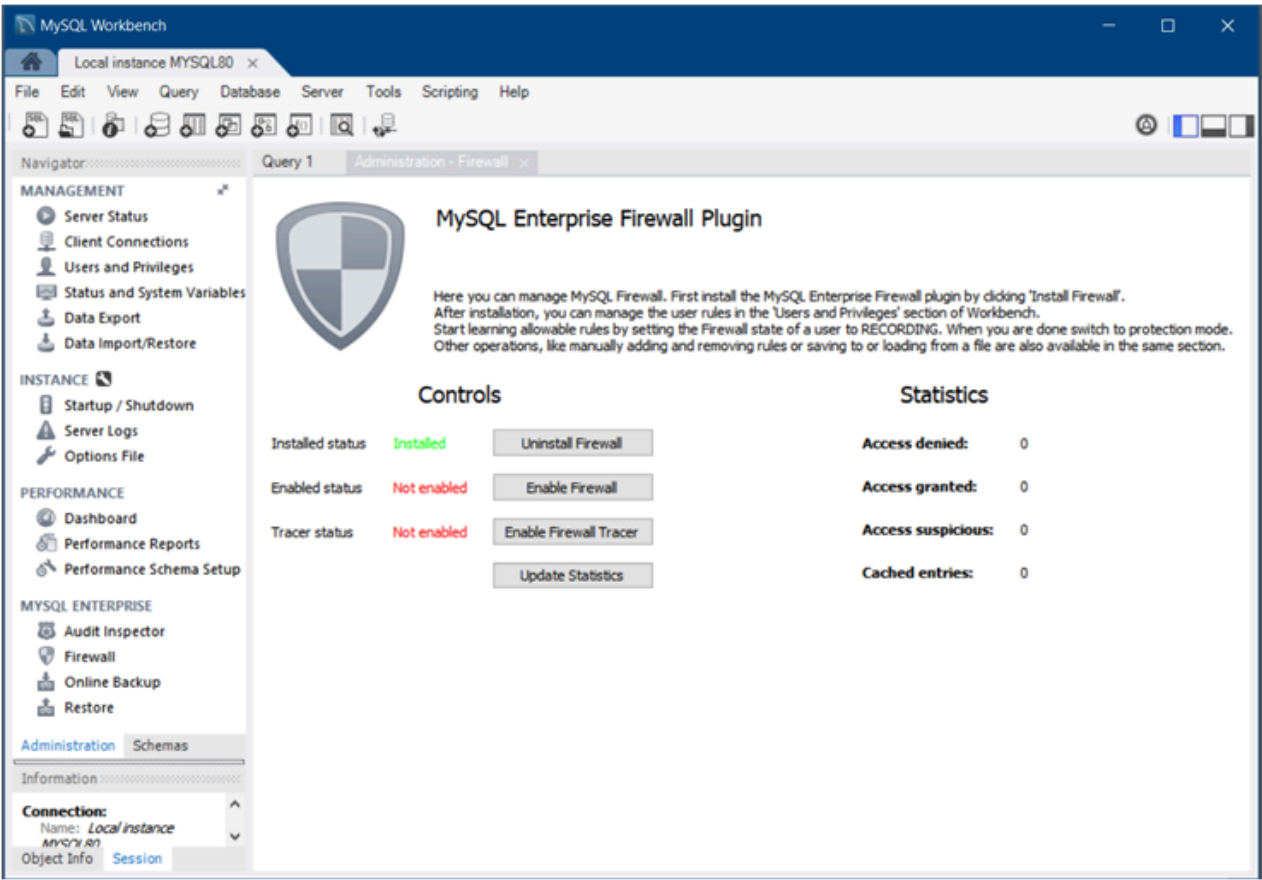 MySQL Workbench
Local instance MYSQL80
File Edit View Query Database Server Tools Scripting Help
Navigator
MANAGEMENT
Server Status
Client Connections
Users and Privileges
Status and System Variables
Data Export
Data Import/Restore
INSTANCE
Startup / Shutdown
Server Logs
Options File
PERFORMANCE
Dashboard
Performance Reports
Performance Schema Setup
MYSQL ENTERPRISE
Audit Inspector
Firewall
Online Backup
Restore
Administration Schemas
Information
Connection:
Name: Local instance
MYSQL80
Object Info Session
Query 1 Administration - Firewall
MySQL Enterprise Firewall Plugin
Here you can manage MySQL Firewall. First install the MySQL Enterprise Firewall plugin by clicking 'Install Firewall'.
After installation, you can manage the user rules in the 'Users and Privileges' section of Workbench.
Start learning allowable rules by setting the Firewall state of a user to RECORDING. When you are done switch to protection mode.
Other operations, like manually adding and removing rules or saving to or loading from a file are also available in the same section.
Controls
Installed status Installed Uninstall Firewall
Enabled status Not enabled Enable Firewall
Tracer status Not enabled Enable Firewall Tracer
Update Statistics
Statistics
Access denied: 0
Access granted: 0
Access suspicious: 0
Cached entries: 0